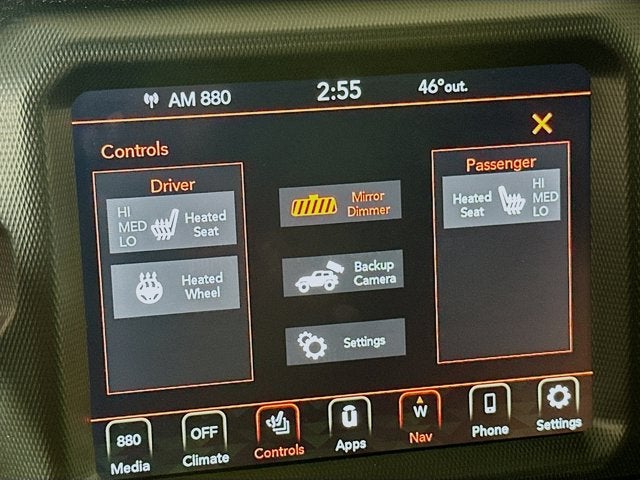 AM 880 2:55 46°out.
Controls
Driver
HI
MED
LO
Heated
Seat
Heated
Wheel
Mirror
Dimmer
Backup
Camera
Settings
Passenger
Heated
Seat
HI
MED
LO
880
Media
OFF
Climate
Controls
u
Apps
W
Nav
Phone
Settings